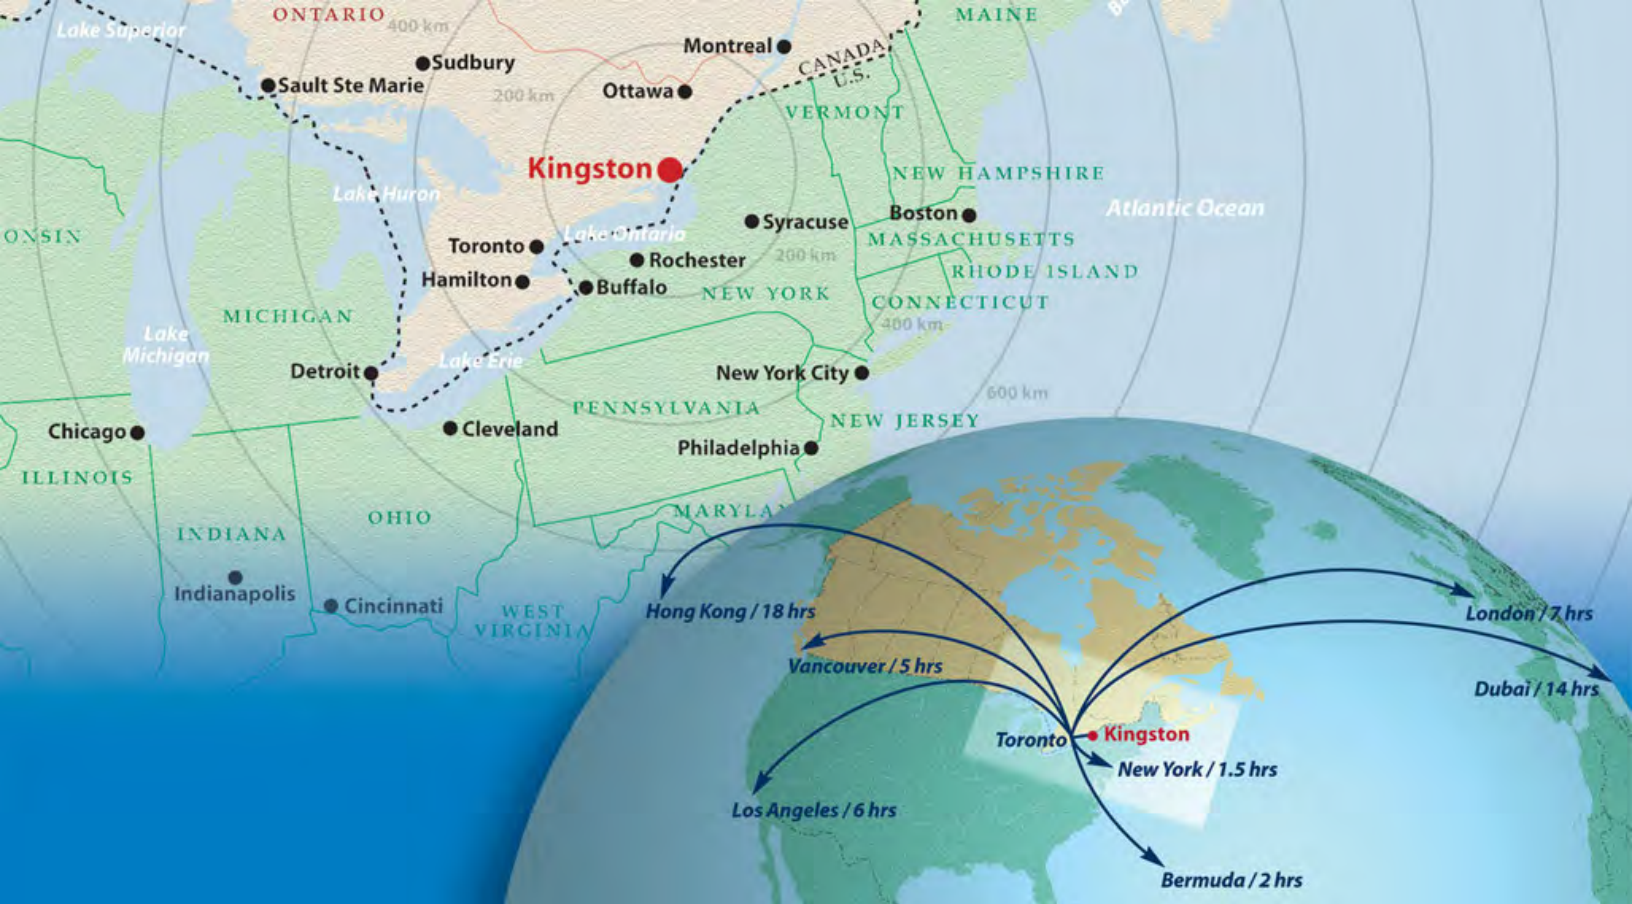 ONTARIO
400 km
MAINE
Lake Superior
Montreal
CANADA
U.S.
Sudbury
Sault Ste Marie
200 km
Ottawa
VERMONT
Kingston
NEW HAMPSHIRE
Lake Huron
Atlantic Ocean
Boston
Syracuse
ONSIN
Lake Ontario
MASSACHUSETTS
Toronto
200 km
Rochester
RHODE ISLAND
Hamilton
Buffalo
NEW YORK
CONNECTICUT
MICHIGAN
400 km
Lake
Michigan
Lake Erie
Detroit
New York City
600 km
PENNSYLVANIA
NEW JERSEY
Chicago
Cleveland
Philadelphia
ILLINOIS
MARYLA
OHIO
INDIANA
Indianapolis
Cincinnati
WEST
VIRGINIA
Hong Kong / 18 hrs
London / 7 hrs
Vancouver / 5 hrs
Dubai / 14 hrs
Toronto
Kingston
New York / 1.5 hrs
Los Angeles / 6 hrs
Bermuda / 2 hrs